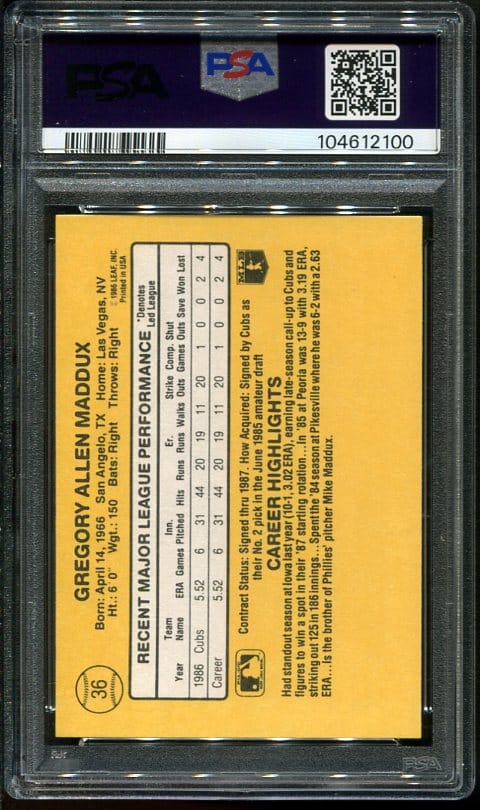 PSA
PSA
104612100
36
GREGORY ALLEN MADDUX
Born: April 14, 1966 San Angelo, TX Home: Las Vegas, NV
Ht.: 6' 0" Wgt.: 150 Bats: Right Throws: Right
© 1986 LEAF, INC.
Printed in USA
RECENT MAJOR LEAGUE PERFORMANCE *Denotes Led League
Year Team Name ERA Games Inn. Pitched Hits Runs Er. Runs Walks Strike Outs Comp. Games Shut Outs Save Won Lost
1986 Cubs 5.52 6 31 44 20 19 11 20 1 0 0 2 4
Career 5.52 6 31 44 20 19 11 20 1 0 0 2 4
Contract Status: Signed thru 1987. How Acquired: Signed by Cubs as
their No. 2 pick in the June 1985 amateur draft
MLB
CAREER HIGHLIGHTS
Had standout season at Iowa last year (10-1, 3.02 ERA), earning late-season call-up to Cubs and
figures to win a spot in their '87 starting rotation...In '85 at Peoria was 13-9 with 3.19 ERA,
striking out 125 in 186 innings...Spent the '84 season at Pikesville where he was 6-2 with a 2.63
ERA...Is the brother of Phillies' pitcher Mike Maddux.
PSA